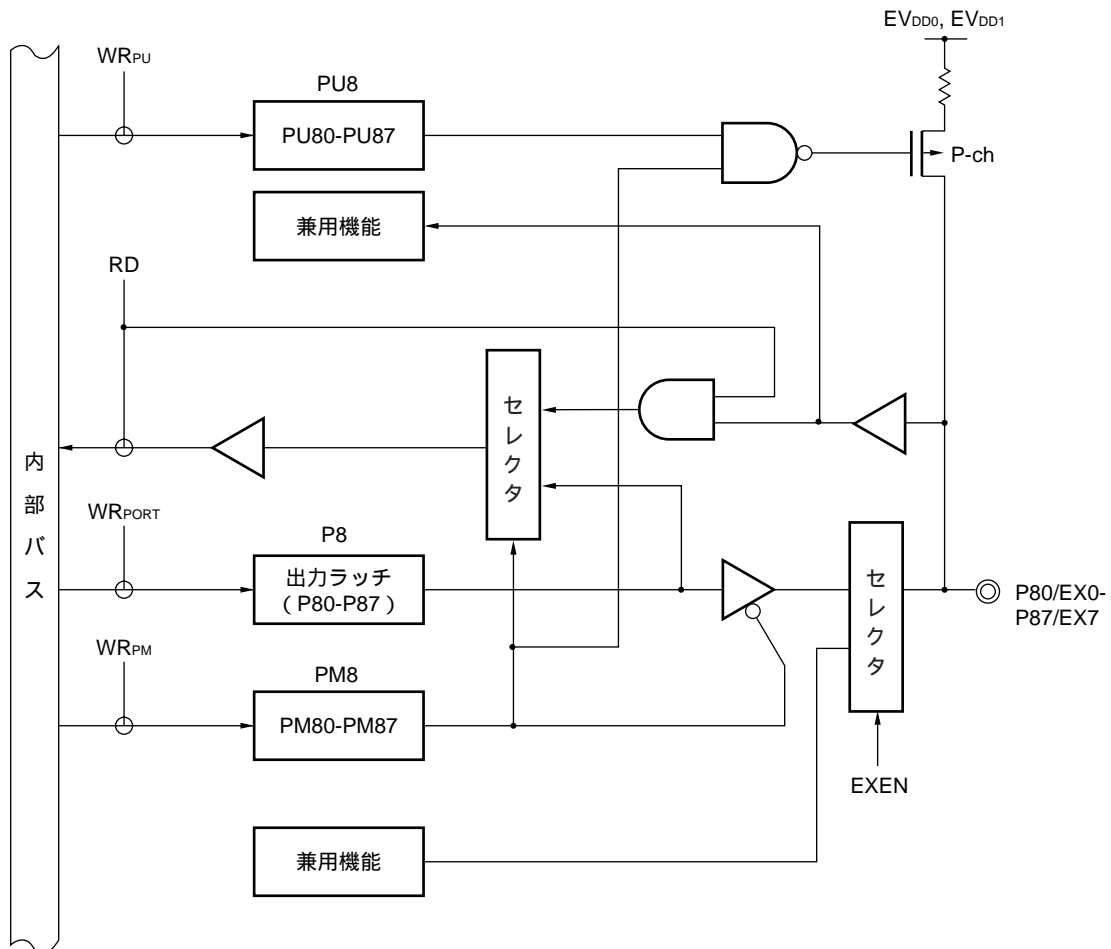 EVDD0, EVDD1
WRPU
PU8
PU80-PU87
P-ch
兼用機能
RD
セレクタ
内部バス
WRPORT
P8
出力ラッチ
（P80-P87）
セレクタ
P80/EX0-
P87/EX7
WRPM
PM8
PM80-PM87
EXEN
兼用機能